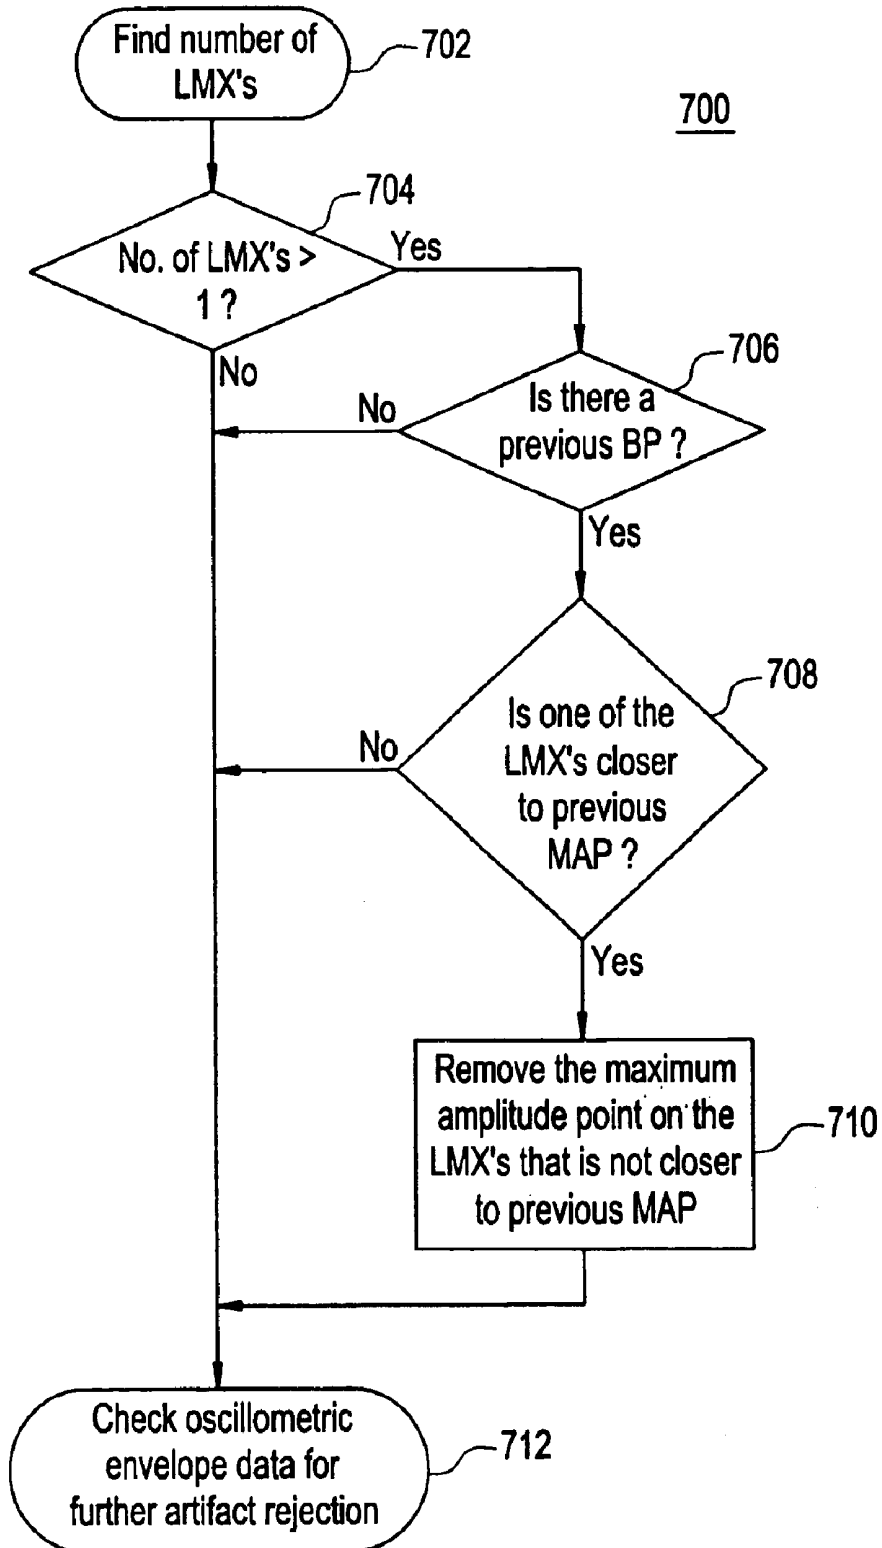 Find number of
LMX's
702
700
704
No. of LMX's >
1 ?
Yes
No
706
Is there a
previous BP ?
No
Yes
708
Is one of the
LMX's closer
to previous
MAP ?
No
Yes
Remove the maximum
amplitude point on the
LMX's that is not closer
to previous MAP
710
Check oscillometric
envelope data for
further artifact rejection
712